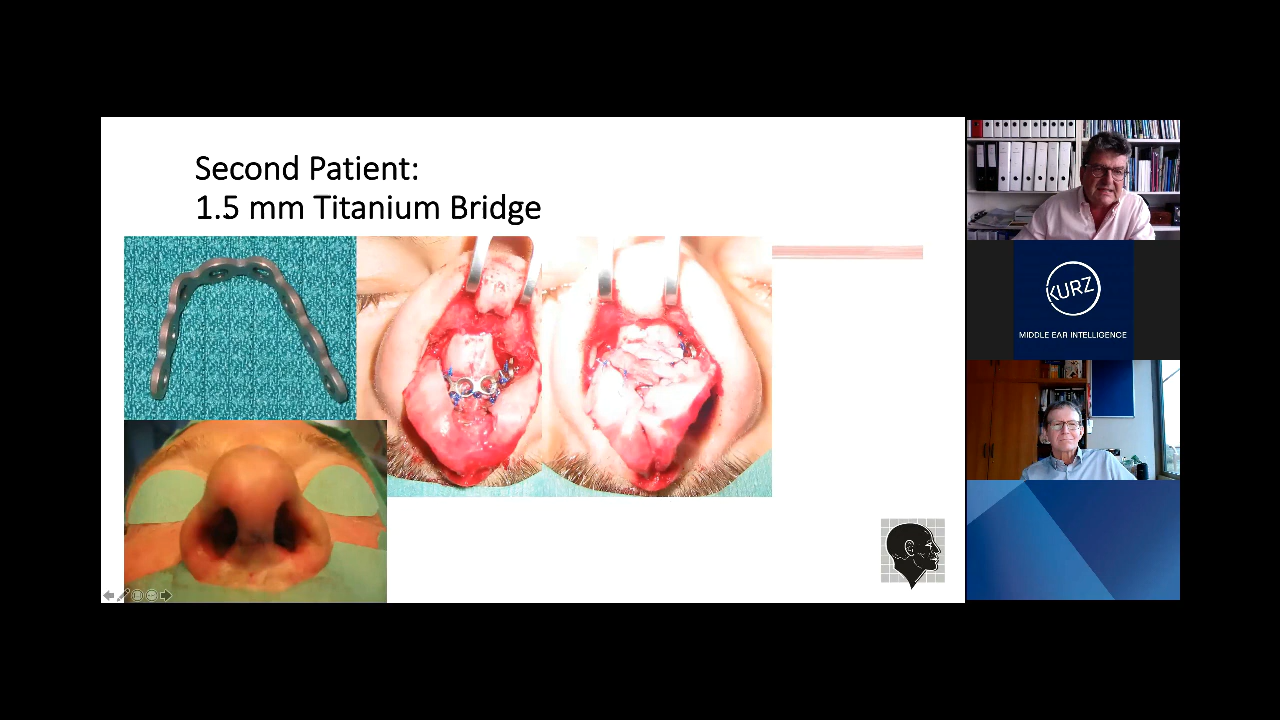 Second Patient:
1.5 mm Titanium Bridge
KURZ
MIDDLE EAR INTELLIGENCE